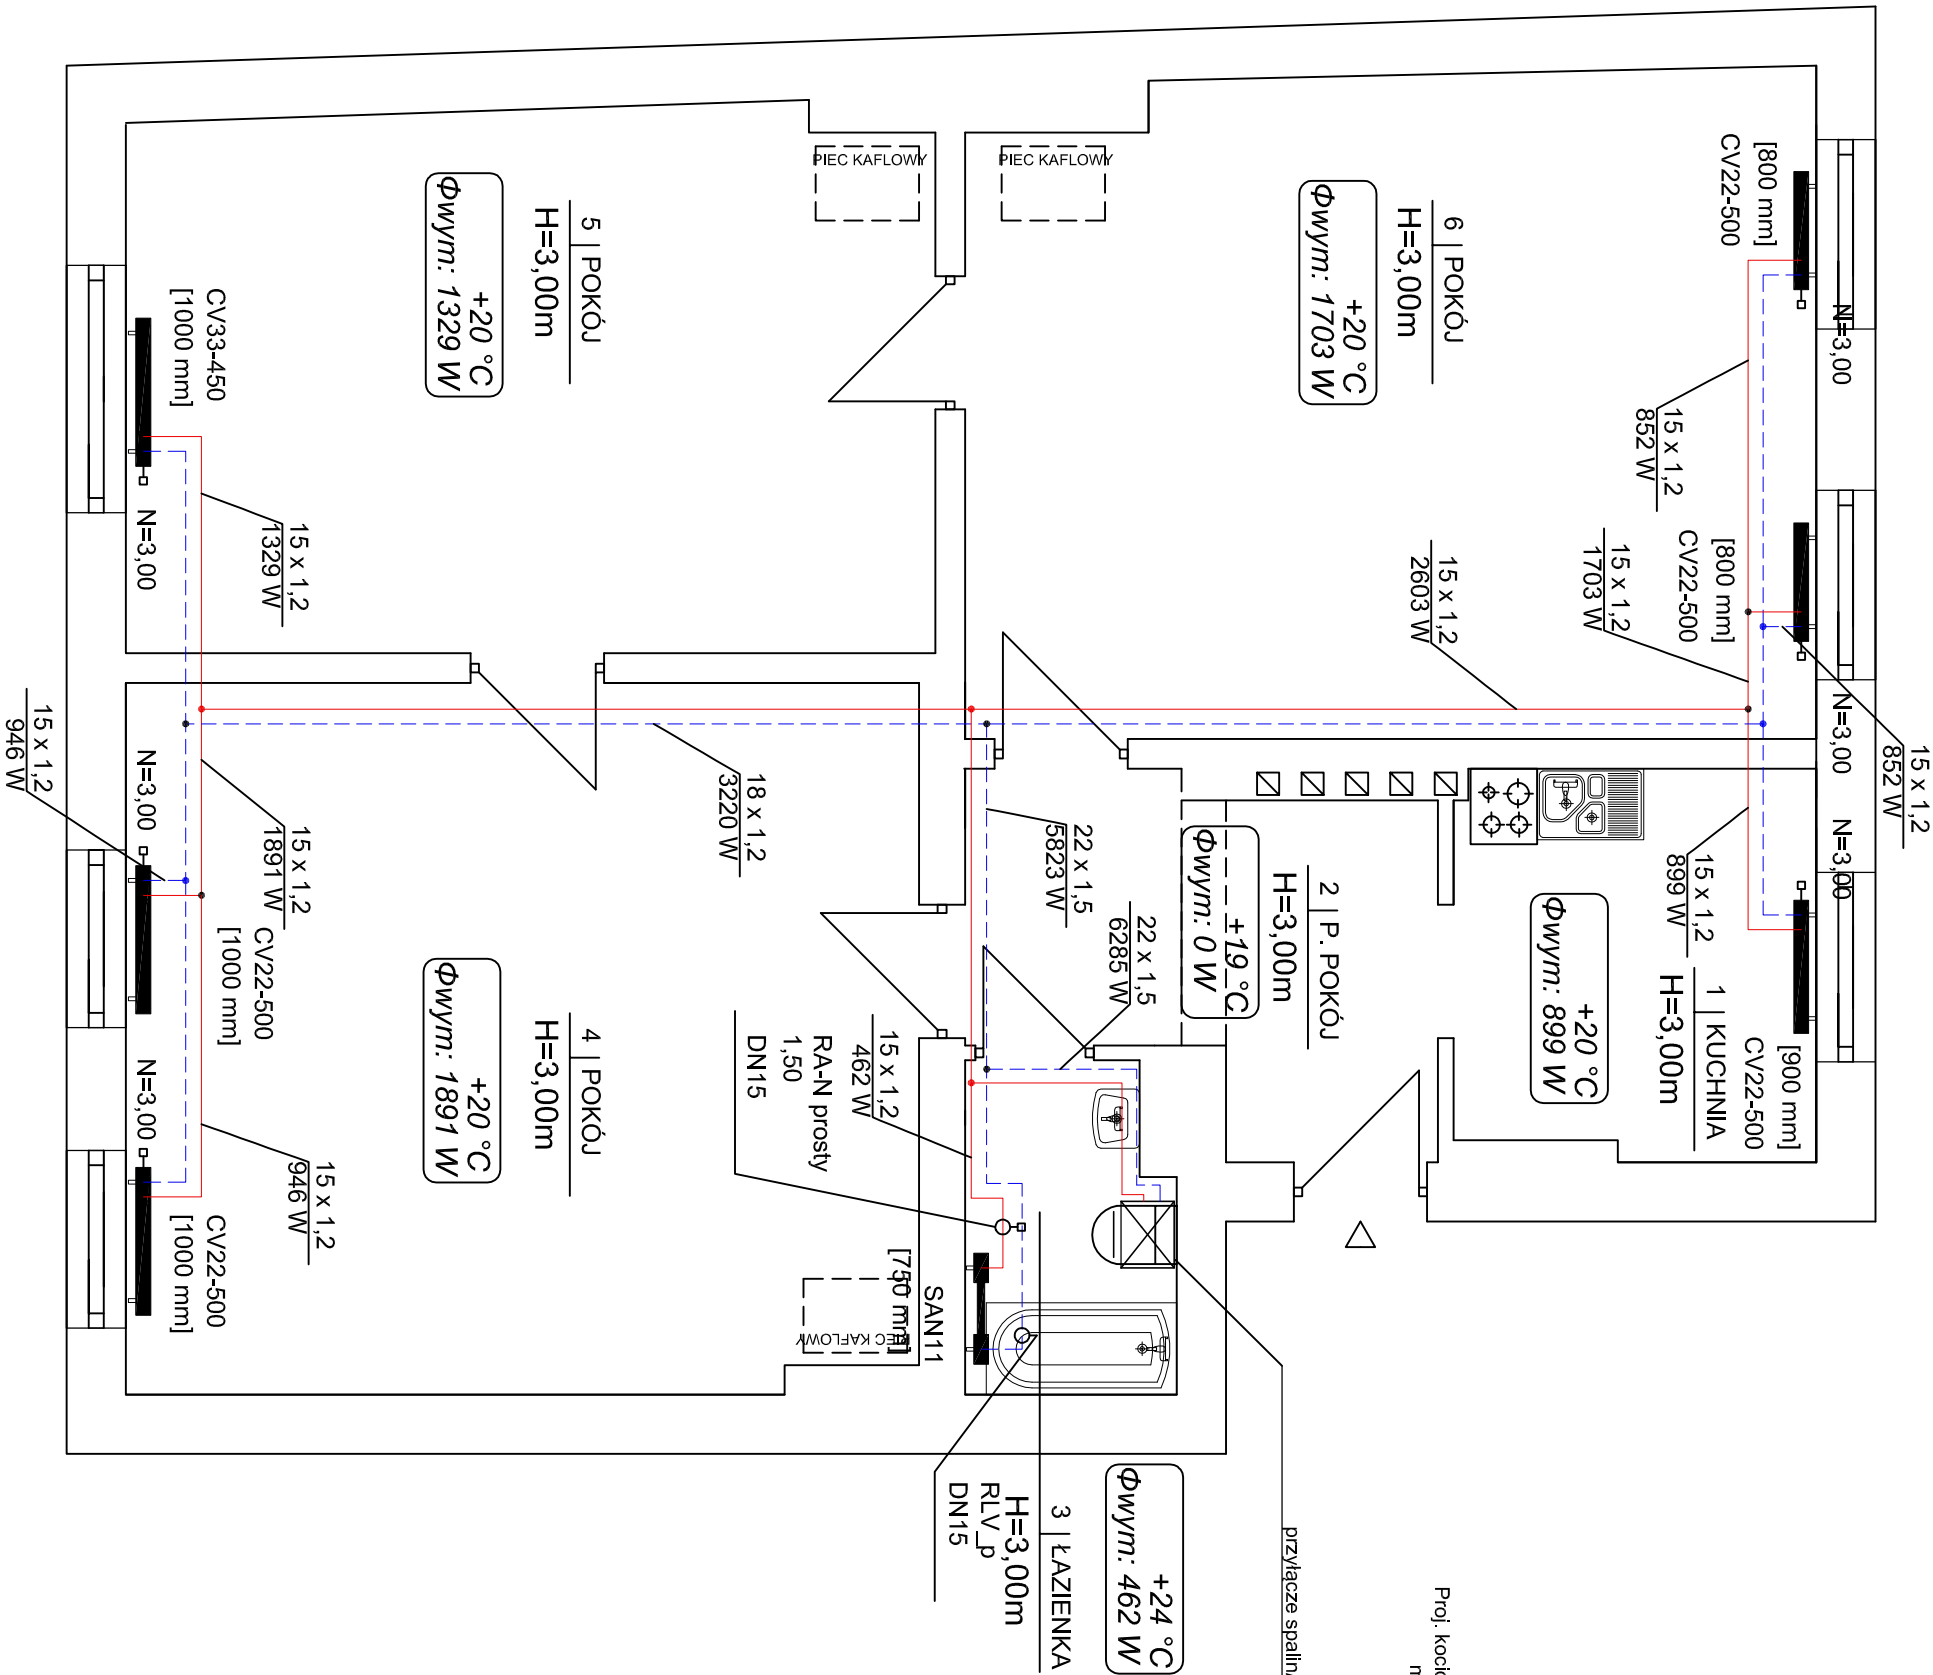 [800 mm]
CV22-500
N=3,00
6 | POKÓJ
H=3,00m
+20 °C
Φwym: 1703 W
PIEC KAFLOWY
PIEC KAFLOWY
5 | POKÓJ
H=3,00m
+20 °C
Φwym: 1329 W
CV33-450
[1000 mm]
N=3,00
15 x 1,2
852 W
[800 mm]
CV22-500
15 x 1,2
1703 W
15 x 1,2
2603 W
15 x 1,2
1329 W
N=3,00
15 x 1,2
852 W
N=3,00
15 x 1,2
899 W
18 x 1,2
3220 W
22 x 1,5
5823 W
22 x 1,5
6285 W
15 x 1,2
946 W
N=3,00
15 x 1,2
1891 W
CV22-500
[1000 mm]
2 | P. POKÓJ
H=3,00m
+19 °C
Φwym: 0 W
1 | KUCHNIA
H=3,00m
+20 °C
Φwym: 899 W
[900 mm]
CV22-500
4 | POKÓJ
H=3,00m
+20 °C
Φwym: 1891 W
15 x 1,2
462 W
RA-N prosty
1,50
DN15
N=3,00
15 x 1,2
946 W
CV22-500
[1000 mm]
SAN11
[750 mm]
PIEC KAFLOWY
3 | ŁAZIENKA
H=3,00m
RLV_p
DN15
+24 °C
Φwym: 462 W
przyłącze spalin
Proj. kocio